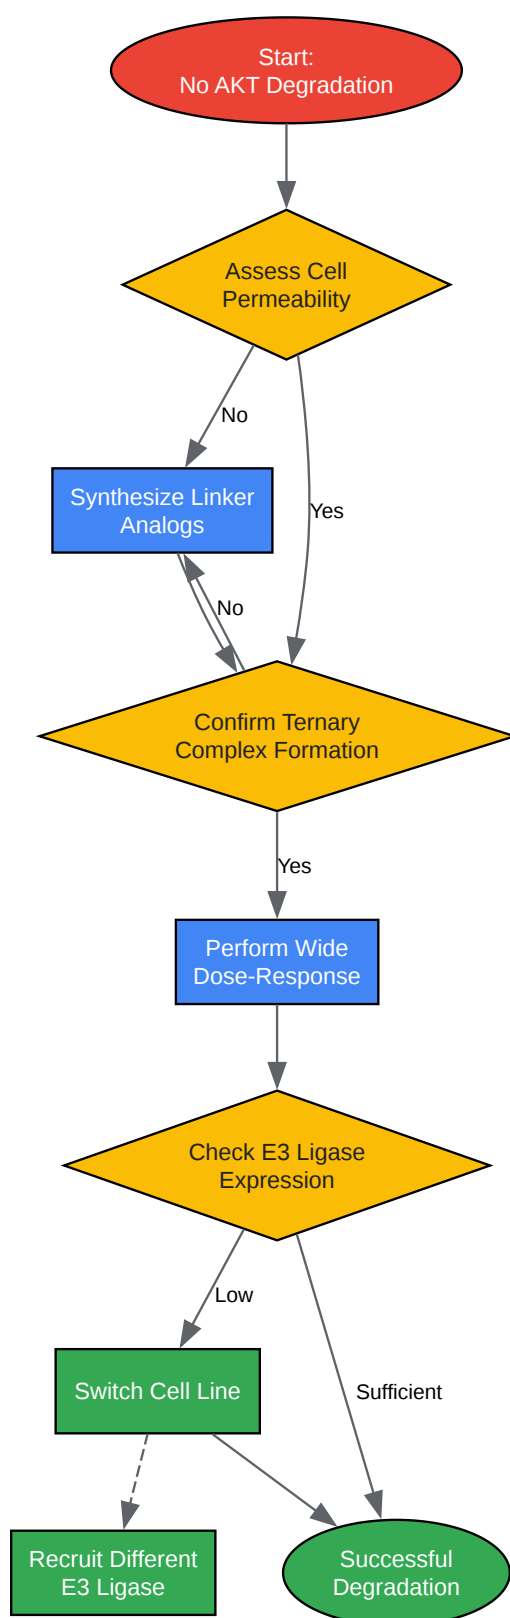 Start:
No AKT Degradation
Assess Cell
Permeability
No
Synthesize Linker
Analogs
Yes
No
Confirm Ternary
Complex Formation
Yes
Perform Wide
Dose-Response
Check E3 Ligase
Expression
Low
Switch Cell Line
Sufficient
Recruit Different
E3 Ligase
Successful
Degradation